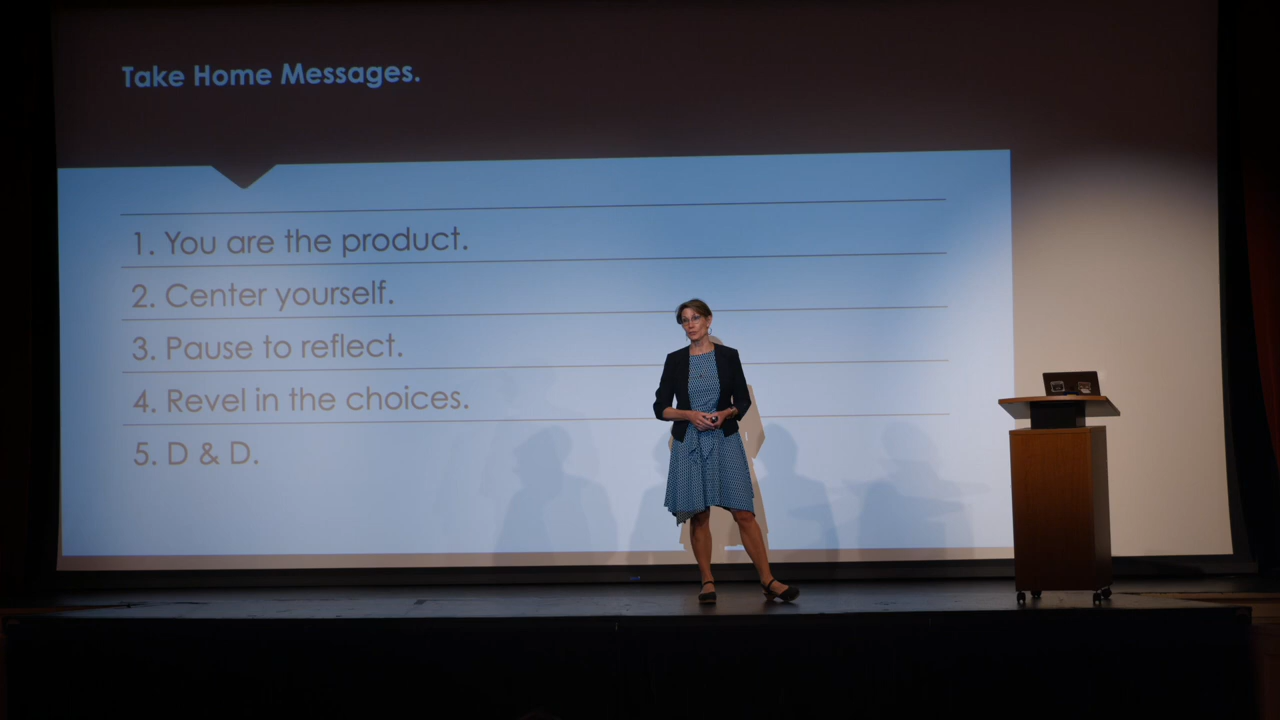 Take Home Messages.
1. You are the product.
2. Center yourself.
3. Pause to reflect.
4. Revel in the choices.
5. D & D.